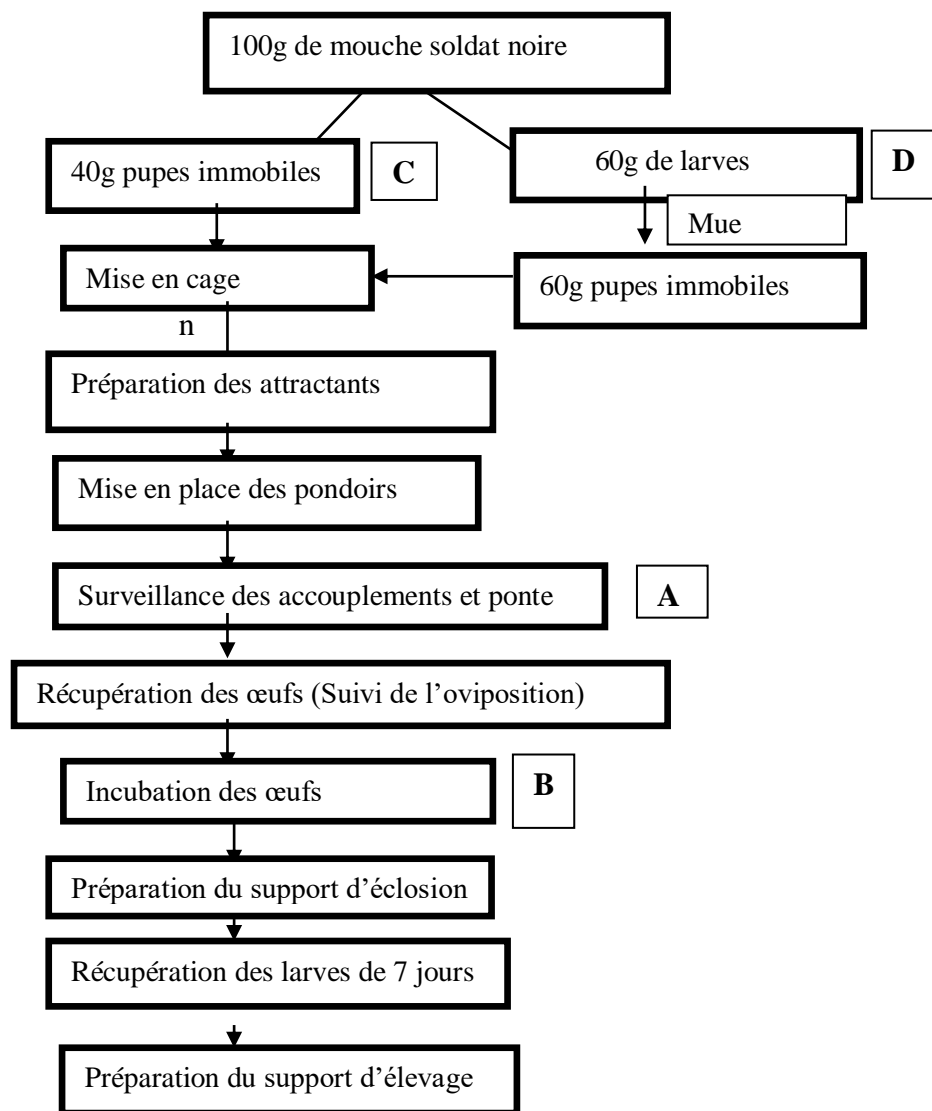 100g de mouche soldat noire
40g pupes immobiles
C
60g de larves
D
Mue
Mise en cage
60g pupes immobiles
n
Préparation des attractants
Mise en place des pondoirs
Surveillance des accouplements et ponte
A
Récupération des œufs (Suivi de l’oviposition)
Incubation des œufs
B
Préparation du support d’éclosion
Récupération des larves de 7 jours
Préparation du support d’élevage